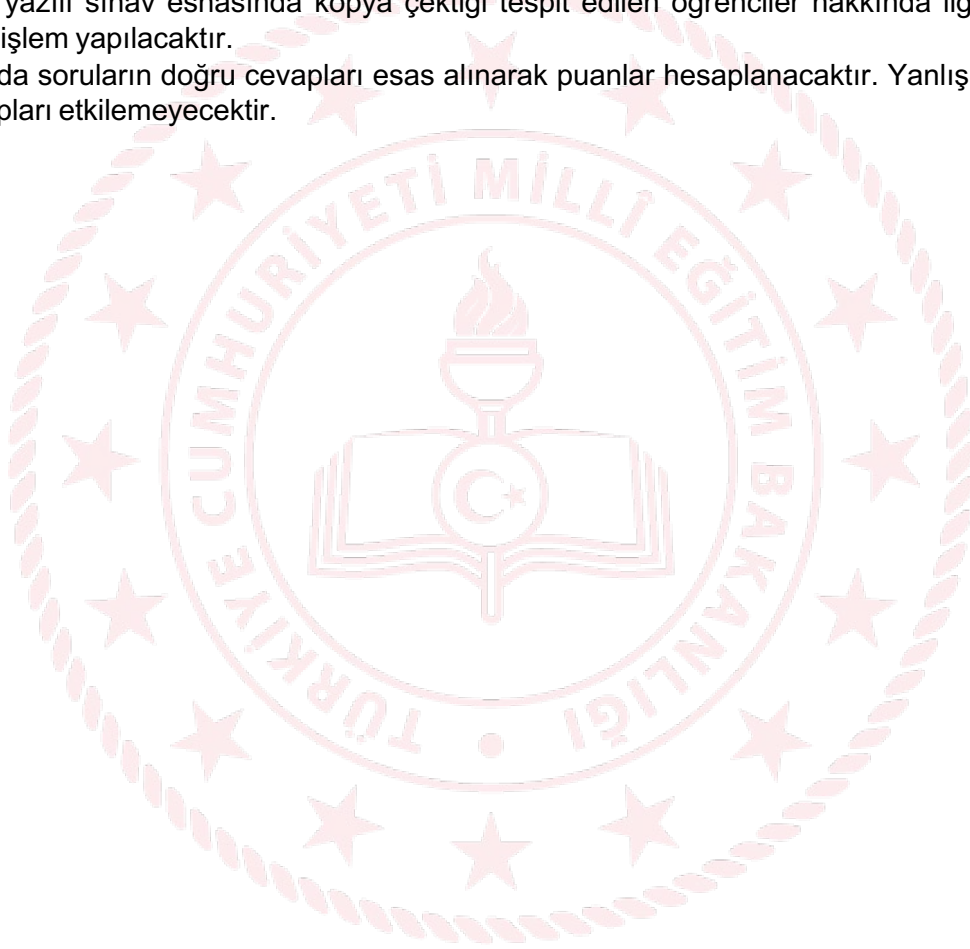 yazılı sınav esnasında kopya çektiği tespit edilen öğrenciler hakkında ilg
işlem yapılacaktır.
da soruların doğru cevapları esas alınarak puanlar hesaplanacaktır. Yanlış
pları etkilemeyecektir.
TÜRKİYE CUMHURİYETİ MİLLÎ EĞİTİM BAKANLIĞI